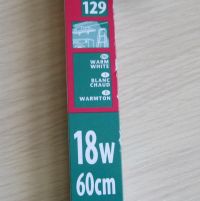 129
WARM
WHITE
BLANC
CHAUD
WARMTON
18w
60cm